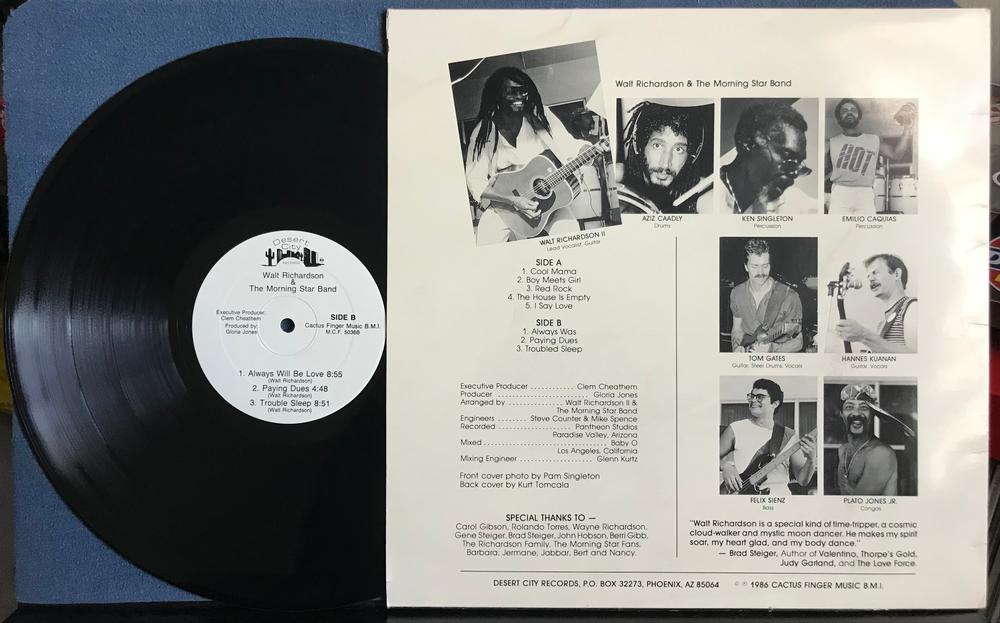 Desert
City
RECORDS
Walt Richardson
&
The Morning Star Band
Executive Producer:
Clem Cheathem
Produced by:
Gloria Jones
SIDE B
Cactus Finger Music B.M.I.
M.C.F. 5036B
1. Always Will Be Love 8:55
(Walt Richardson)
2. Paying Dues 4:48
(Walt Richardson)
3. Trouble Sleep 8:51
(Walt Richardson)
Walt Richardson & The Morning Star Band
HOT
WALT RICHARDSON II
Lead Vocalist, Guitar
AZIZ CAADLY
Drums
KEN SINGLETON
Percussion
EMILIO CAQUIAS
Percussion
SIDE A
1. Cool Mama
2. Boy Meets Girl
3. Red Rock
4. The House Is Empty
5. I Say Love
SIDE B
1. Always Was
2. Paying Dues
3. Troubled Sleep
TOM GATES
Guitar, Steel Drums, Vocals
HANNES KUANAN
Guitar, Vocals
Executive Producer ............ Clem Cheathem
Producer ........................ Gloria Jones
Arranged by ............... Walt Richardson II &
The Morning Star Band
Engineers ........ Steve Counter & Mike Spence
Recorded ...................... Pantheon Studios
Paradise Valley, Arizona
Mixed ................................ Baby O
Los Angeles, California
Mixing Engineer .................... Glenn Kurtz
Front cover photo by Pam Singleton
Back cover by Kurt Tomcala
FELIX SIENZ
Bass
PLATO JONES JR.
Congas
SPECIAL THANKS TO —
Carol Gibson, Rolando Torres, Wayne Richardson,
Gene Steiger, Brad Steiger, John Hobson, Berri Gibb,
The Richardson Family, The Morning Star Fans,
Barbara, Jermane, Jabbar, Bert and Nancy.
"Walt Richardson is a special kind of time-tripper, a cosmic
cloud-walker and mystic moon dancer. He makes my spirit
soar, my heart glad, and my body dance."
— Brad Steiger, Author of Valentino, Thorpe's Gold,
Judy Garland, and The Love Force.
DESERT CITY RECORDS, P.O. BOX 32273, PHOENIX, AZ 85064 © ℗ 1986 CACTUS FINGER MUSIC B.M.I.